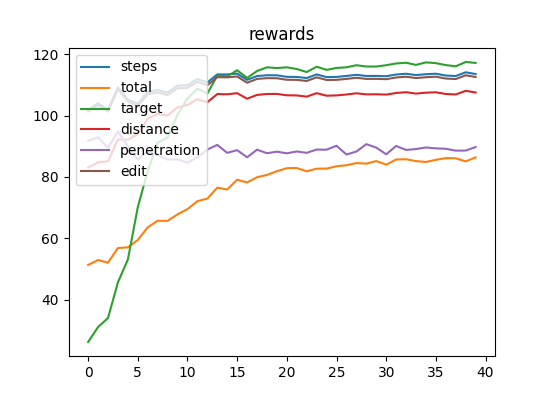 rewards
120
100
80
60
40
steps
total
target
distance
penetration
edit
0 5 10 15 20 25 30 35 40